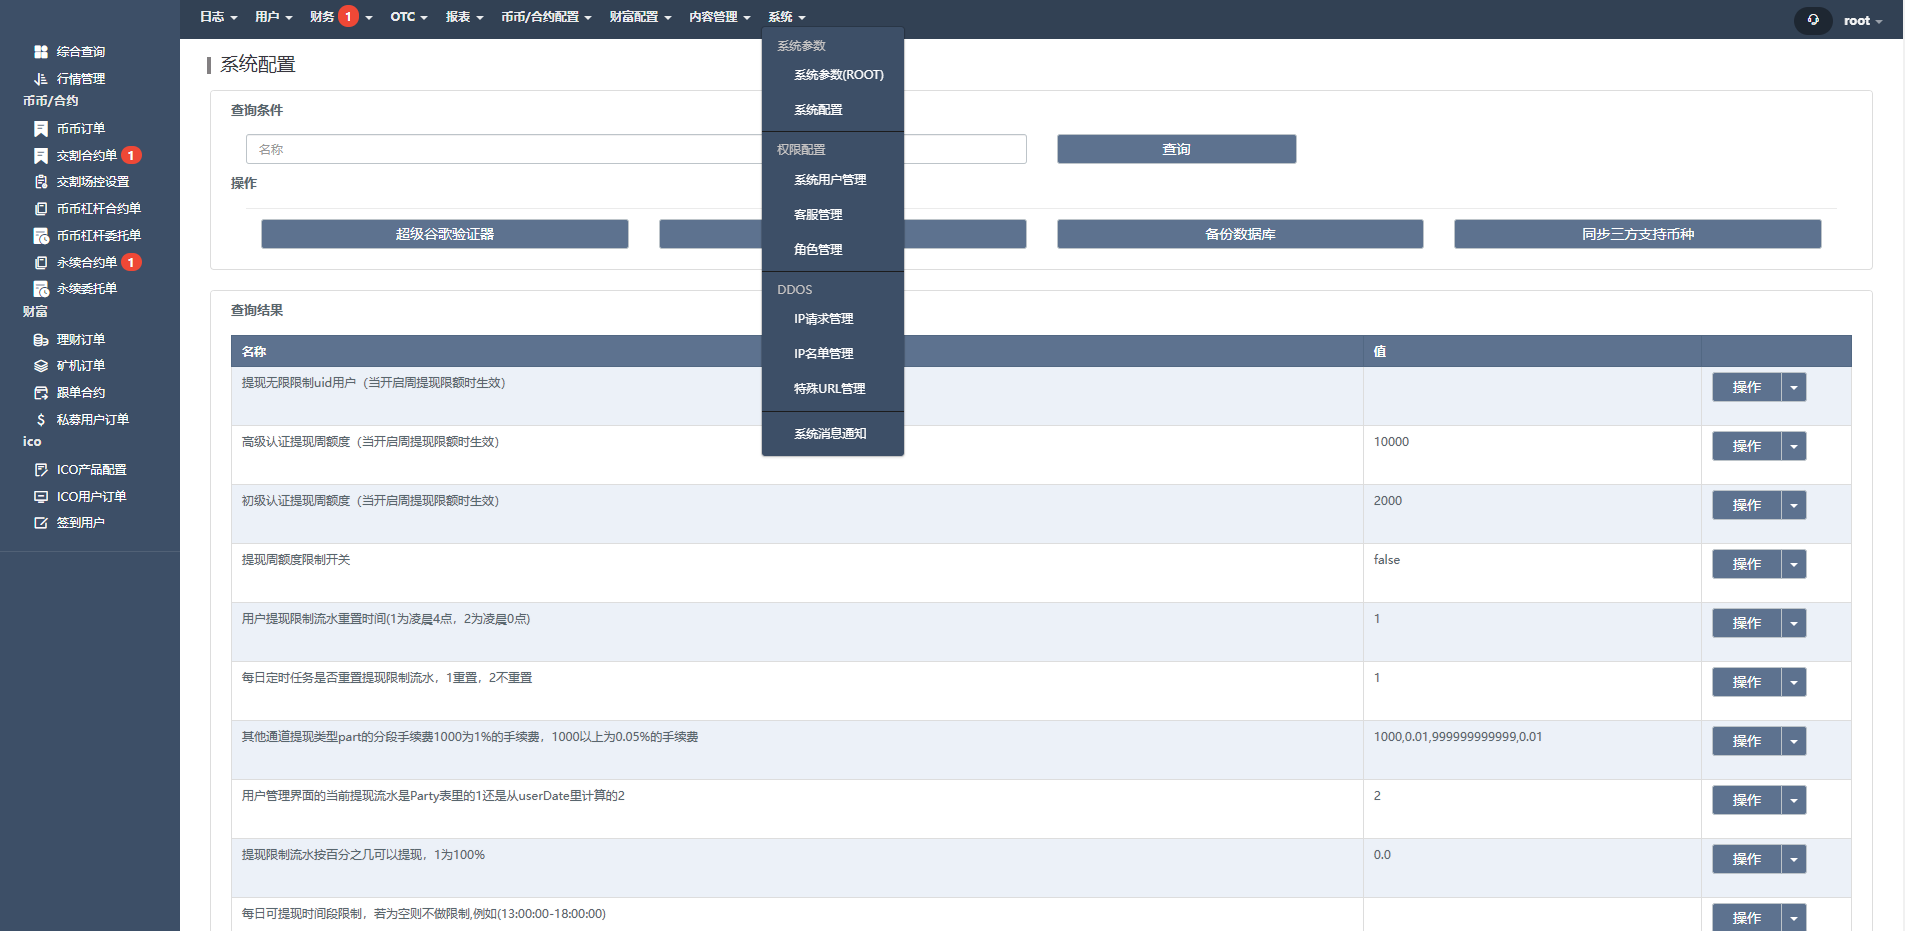 日志
用户
财务 1
OTC
报表
币币/合约配置
财富配置
内容管理
系统
root
综合查询
行情管理
币币/合约
币币订单
交割合约单 1
交割场控设置
币币杠杆合约单
币币杠杆委托单
永续合约单 1
永续委托单
财富
理财订单
矿机订单
跟单合约
私募用户订单
ico
ICO产品配置
ICO用户订单
签到用户
系统参数
系统参数(ROOT)
系统配置
权限配置
系统用户管理
客服管理
角色管理
DDOS
IP请求管理
IP名单管理
特殊URL管理
系统消息通知
系统配置
查询条件
名称
查询
操作
超级谷歌验证器
备份数据库
同步三方支持币种
查询结果
名称 值
提现无限限制uid用户（当开启周提现限额时生效） 操作
高级认证提现周额度（当开启周提现限额时生效） 10000 操作
初级认证提现周额度（当开启周提现限额时生效） 2000 操作
提现周额度限制开关 false 操作
用户提现限制流水重置时间(1为凌晨4点，2为凌晨0点) 1 操作
每日定时任务是否重置提现限制流水，1重置，2不重置 1 操作
其他通道提现类型part的分段手续费1000为1%的手续费，1000以上为0.05%的手续费 1000,0.01,999999999999,0.01 操作
用户管理界面的当前提现流水是Party表里的1还是从userDate里计算的2 2 操作
提现限制流水按百分之几可以提现，1为100% 0.0 操作
每日可提现时间段限制，若为空则不做限制,例如(13:00:00-18:00:00) 操作